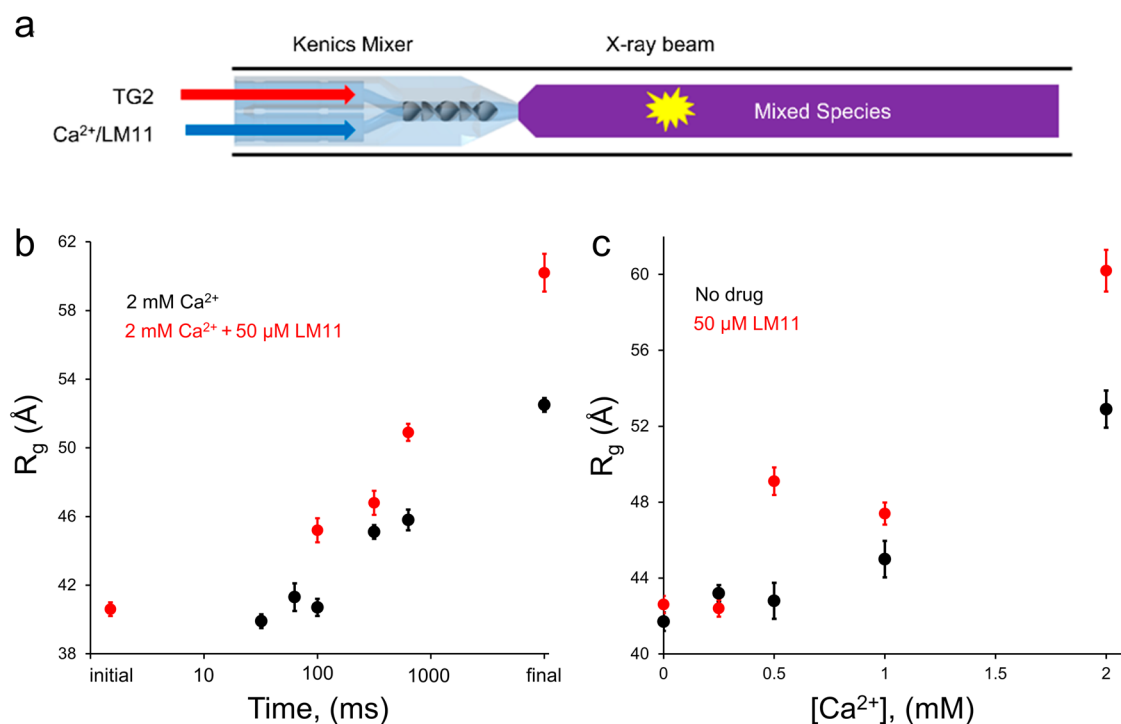 a
Kenics Mixer
X-ray beam
TG2
Ca²⁺/LM11
Mixed Species
b
62
58
54
50
46
42
38
Rg (Å)
2 mM Ca²⁺
2 mM Ca²⁺ + 50 µM LM11
initial
10
100
1000
final
Time, (ms)
c
60
56
52
48
44
40
Rg (Å)
No drug
50 µM LM11
0
0.5
1
1.5
2
[Ca²⁺], (mM)